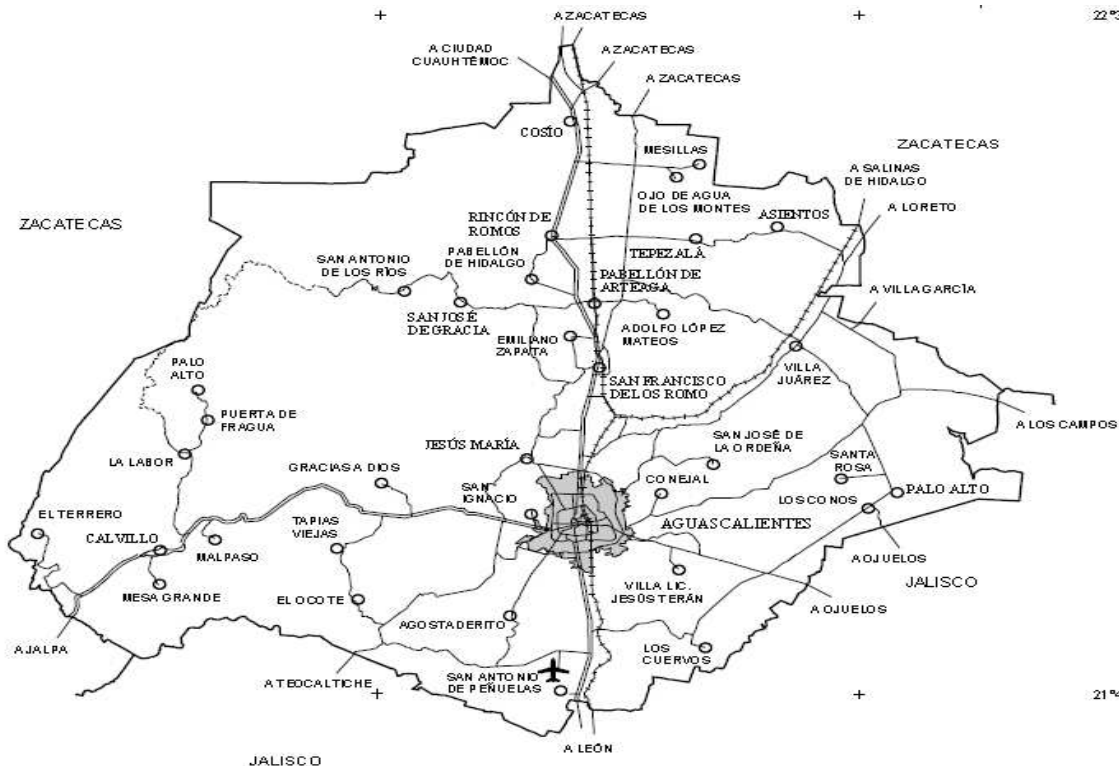 A ZACATECAS
22°3
A CIUDAD
CUAUHTÉMOC
A ZACATECAS
A ZACATECAS
COSÍO
MESILLAS
ZACATECAS
A SALINAS
DE HIDALGO
OJO DE AGUA
DE LOS MONTES
ASIENTOS
A LORETO
ZACATECAS
RINCÓN DE
ROMOS
TEPEZALÁ
PABELLÓN
DE HIDALGO
SAN ANTONIO
DE LOS RÍOS
PABELLÓN DE
ARTEAGA
A VILLA GARCÍA
SAN JOSÉ
DE GRACIA
EMILIANO
ZAPATA
ADOLFO LÓPEZ
MATEOS
PALO
ALTO
VILLA
JUÁREZ
SAN FRANCISCO
DE LOS ROMO
PUERTA DE
FRAGUA
A LOS CAMPOS
JESÚS MARÍA
SAN JOSÉ DE
LA ORDEÑA
LA LABOR
GRACIAS A DIOS
SANTA
ROSA
SAN
IGNACIO
CONEJAL
PALO ALTO
LOS CONOS
EL TERRERO
TAPIAS
VIEJAS
AGUASCALIENTES
CALVILLO
MALPASO
A OJUELOS
JALISCO
VILLA LIC.
JESÚS TERÁN
MESA GRANDE
EL OCOTE
A OJUELOS
AGOSTADERITO
A JALPA
LOS
CUERVOS
A TEOCALTICHE
SAN ANTONIO
DE PEÑUELAS
21°4
A LEÓN
JALISCO